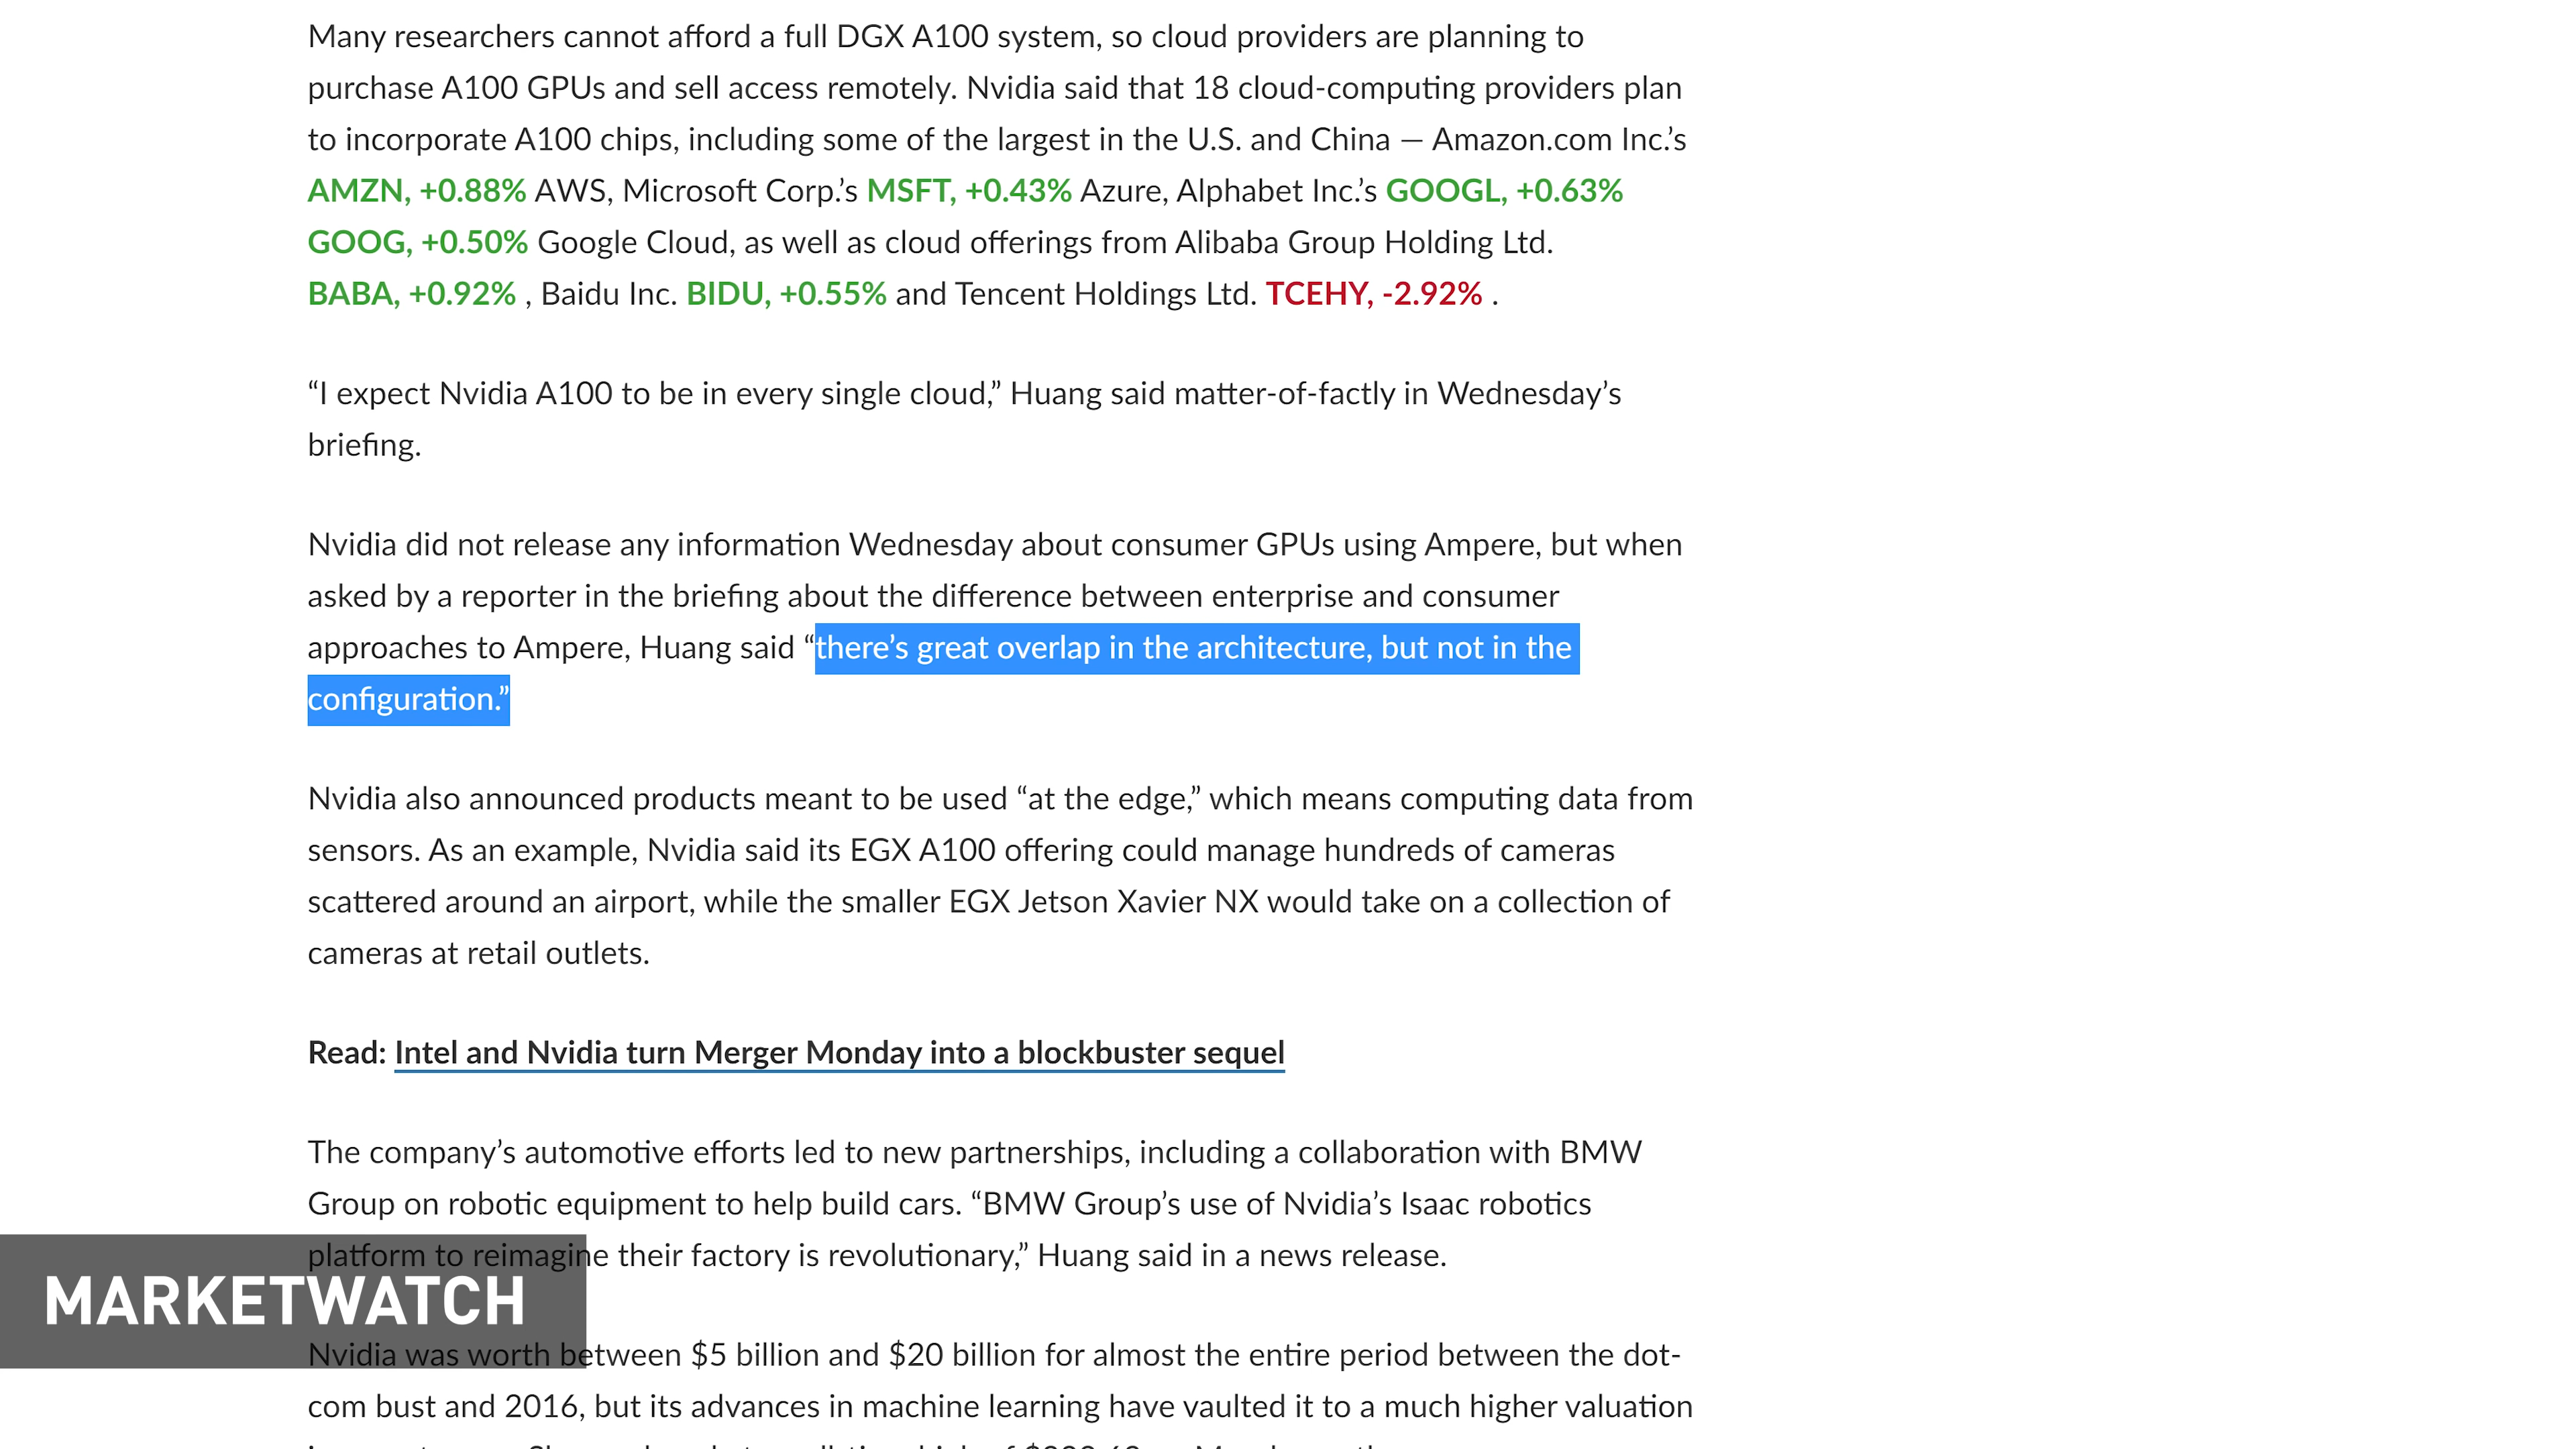 Many researchers cannot afford a full DGX A100 system, so cloud providers are planning to
purchase A100 GPUs and sell access remotely. Nvidia said that 18 cloud-computing providers plan
to incorporate A100 chips, including some of the largest in the U.S. and China — Amazon.com Inc.’s
AMZN, +0.88% AWS, Microsoft Corp.’s MSFT, +0.43% Azure, Alphabet Inc.’s GOOGL, +0.63%
GOOG, +0.50% Google Cloud, as well as cloud offerings from Alibaba Group Holding Ltd.
BABA, +0.92% , Baidu Inc. BIDU, +0.55% and Tencent Holdings Ltd. TCEHY, -2.92% .
“I expect Nvidia A100 to be in every single cloud,” Huang said matter-of-factly in Wednesday’s
briefing.
Nvidia did not release any information Wednesday about consumer GPUs using Ampere, but when
asked by a reporter in the briefing about the difference between enterprise and consumer
approaches to Ampere, Huang said “there’s great overlap in the architecture, but not in the
configuration.”
Nvidia also announced products meant to be used “at the edge,” which means computing data from
sensors. As an example, Nvidia said its EGX A100 offering could manage hundreds of cameras
scattered around an airport, while the smaller EGX Jetson Xavier NX would take on a collection of
cameras at retail outlets.
Read: Intel and Nvidia turn Merger Monday into a blockbuster sequel
The company’s automotive efforts led to new partnerships, including a collaboration with BMW
Group on robotic equipment to help build cars. “BMW Group’s use of Nvidia’s Isaac robotics
platform to reimagine their factory is revolutionary,” Huang said in a news release.
MARKETWATCH
Nvidia was worth between $5 billion and $20 billion for almost the entire period between the dot-
com bust and 2016, but its advances in machine learning have vaulted it to a much higher valuation